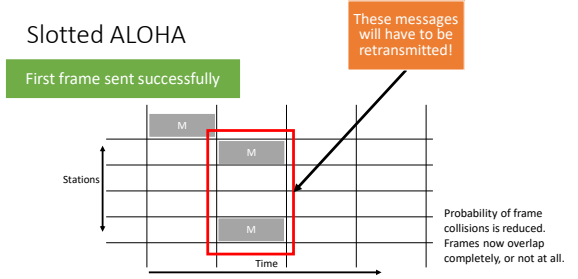 Slotted ALOHA
These messages
will have to be
retransmitted!
First frame sent successfully
M
M
Stations
M
Time
Probability of frame
collisions is reduced.
Frames now overlap
completely, or not at all.